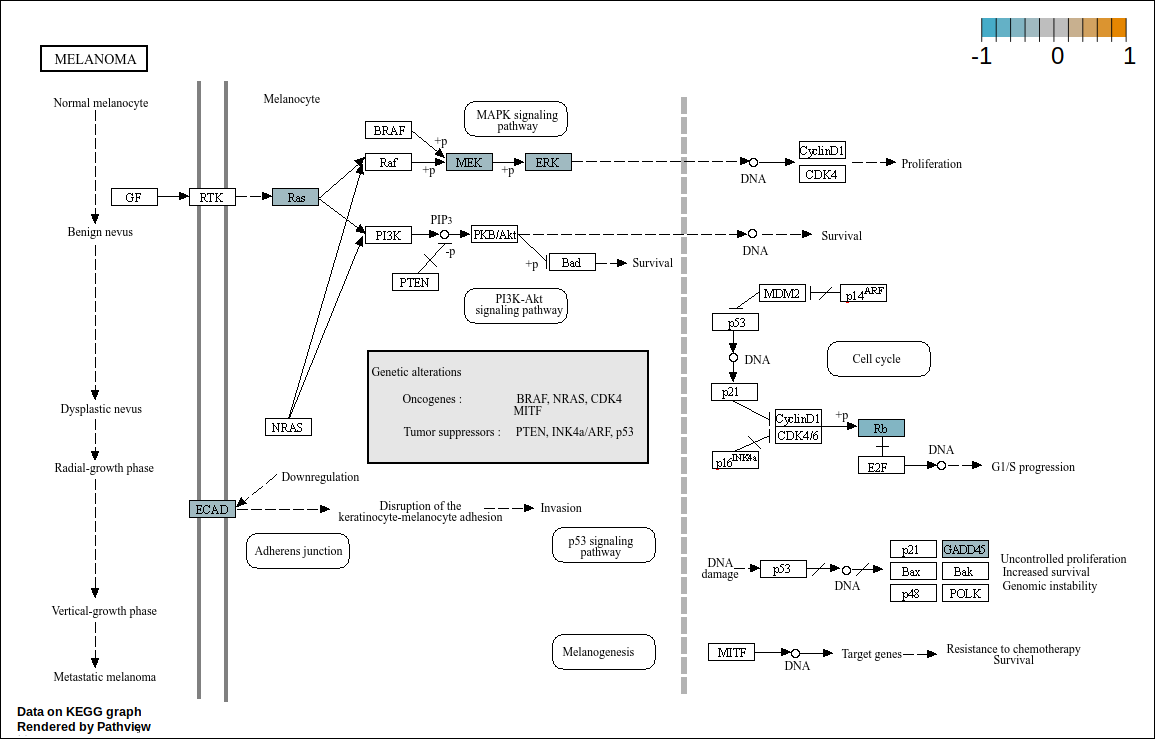 -1 0 1
MELANOMA
Normal melanocyte
Melanocyte
MAPK signaling
pathway
BRAF
+p
Raf
+p
MEK
+p
ERK
DNA
CyclinD1
CDK4
Proliferation
GF
RTK
Ras
Benign nevus
PI3K
PIP3
-p
PTEN
PKB/Akt
+p
Bad
Survival
DNA
Survival
PI3K-Akt
signaling pathway
MDM2
p14ARF
p53
DNA
Cell cycle
p21
CyclinD1
CDK4/6
+p
Rb
p16INK4a
E2F
DNA
G1/S progression
Genetic alterations
Oncogenes : BRAF, NRAS, CDK4
MITF
Tumor suppressors : PTEN, INK4a/ARF, p53
Dysplastic nevus
NRAS
Radial-growth phase
Downregulation
ECAD
Disruption of the
keratinocyte-melanocyte adhesion
Invasion
Adherens junction
p53 signaling
pathway
DNA
damage
p53
DNA
p21
GADD45
Bax
Bak
p48
POLK
Uncontrolled proliferation
Increased survival
Genomic instability
Vertical-growth phase
Melanogenesis
MITF
DNA
Target genes
Resistance to chemotherapy
Survival
Metastatic melanoma
Data on KEGG graph
Rendered by Pathview